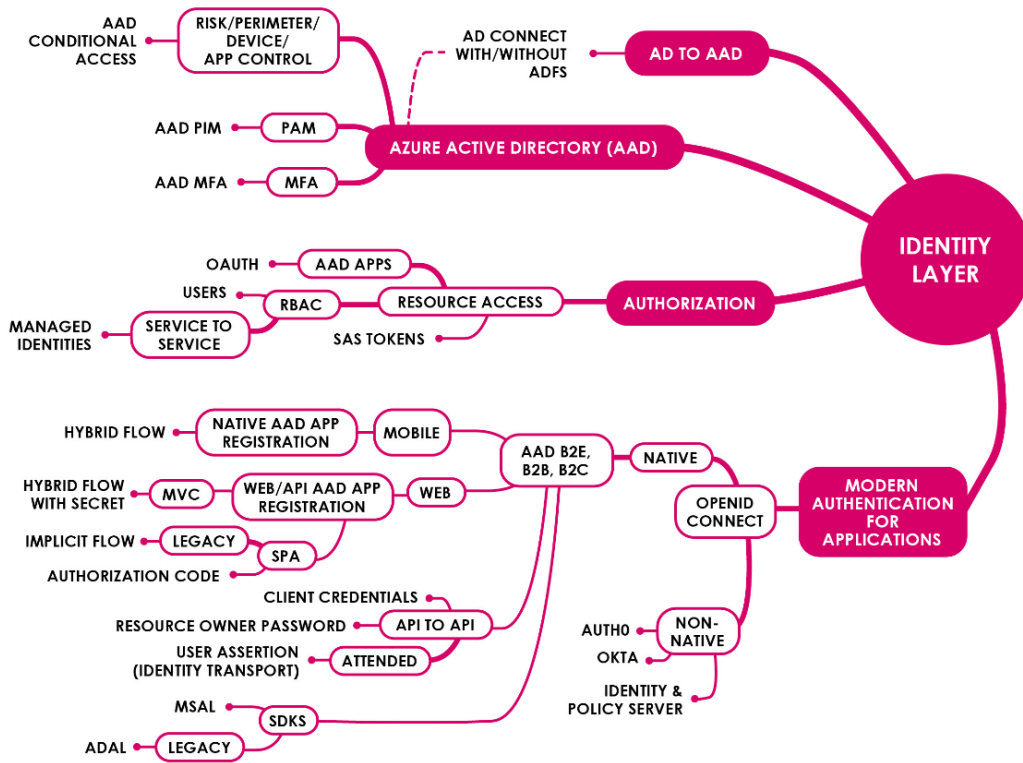 AAD
CONDITIONAL
ACCESS
RISK/PERIMETER/
DEVICE/
APP CONTROL
AD CONNECT
WITH/WITHOUT
ADFS
AD TO AAD
AAD PIM
PAM
AZURE ACTIVE DIRECTORY (AAD)
AAD MFA
MFA
IDENTITY
LAYER
OAUTH
AAD APPS
USERS
RBAC
RESOURCE ACCESS
AUTHORIZATION
MANAGED
IDENTITIES
SERVICE TO
SERVICE
SAS TOKENS
HYBRID FLOW
NATIVE AAD APP
REGISTRATION
MOBILE
AAD B2E,
B2B, B2C
NATIVE
HYBRID FLOW
WITH SECRET
MVC
WEB/API AAD APP
REGISTRATION
WEB
OPENID
CONNECT
MODERN
AUTHENTICATION
FOR
APPLICATIONS
IMPLICIT FLOW
LEGACY
SPA
AUTHORIZATION CODE
CLIENT CREDENTIALS
RESOURCE OWNER PASSWORD
API TO API
USER ASSERTION
(IDENTITY TRANSPORT)
ATTENDED
AUTH0
NON-
NATIVE
OKTA
IDENTITY &
POLICY SERVER
MSAL
SDKS
ADAL
LEGACY